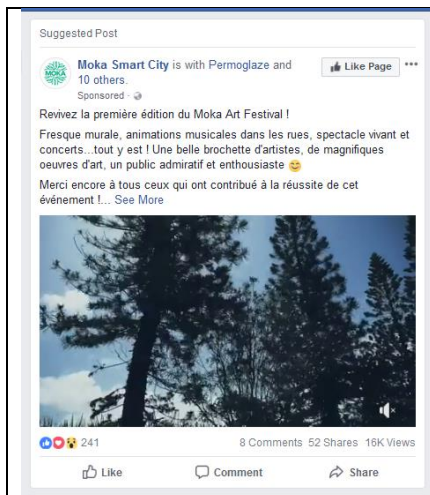 Suggested Post
MOKA
Moka Smart City is with Permoglaze and
10 others.
Sponsored ·
Like Page
Revivez la première édition du Moka Art Festival !
Fresque murale, animations musicales dans les rues, spectacle vivant et
concerts...tout y est ! Une belle brochette d'artistes, de magnifiques
oeuvres d'art, un public admiratif et enthousiaste 😊
Merci encore à tous ceux qui ont contribué à la réussite de cet
événement !... See More
241
8 Comments 52 Shares 16K Views
Like Comment Share